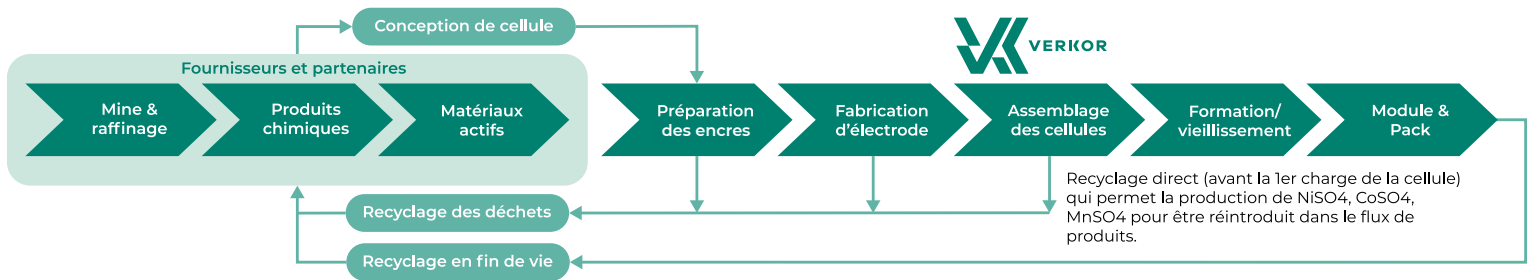 Conception de cellule
VERKOR
Fournisseurs et partenaires
Mine &
raffinage
Produits
chimiques
Matériaux
actifs
Préparation
des encres
Fabrication
d'électrode
Assemblage
des cellules
Formation/
vieillissement
Module &
Pack
Recyclage direct (avant la 1er charge de la cellule)
qui permet la production de NiSO4, CoSO4,
MnSO4 pour être réintroduit dans le flux de
produits.
Recyclage des déchets
Recyclage en fin de vie